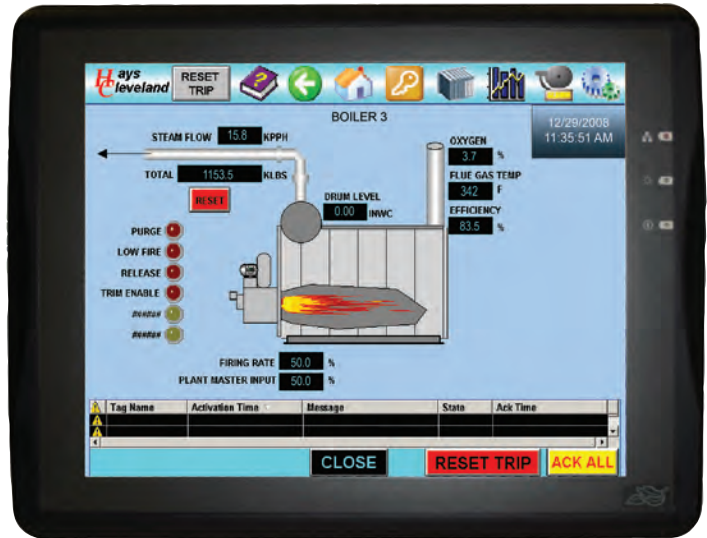 Hays
Cleveland
RESET
TRIP
BOILER 3
12/29/2008
11:35:51 AM
STEAM FLOW 15.8 KPPH
OXYGEN
3.7 %
TOTAL 1153.5 KLBS
FLUE GAS TEMP
342 F
RESET
DRUM LEVEL
0.00 INWC
EFFICIENCY
83.5 %
PURGE
LOW FIRE
RELEASE
TRIM ENABLE
######
######
FIRING RATE 50.0 %
PLANT MASTER INPUT 50.0 %
Tag Name Activation Time Message State Ack Time
CLOSE RESET TRIP ACK ALL